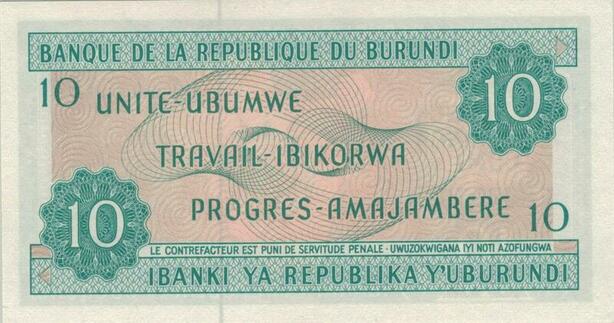 BANQUE DE LA REPUBLIQUE DU BURUNDI
10 UNITE-UBUMWE 10
TRAVAIL-IBIKORWA
10 PROGRES-AMAJAMBERE 10
LE CONTREFACTEUR EST PUNI DE SERVITUDE PENALE - UWUZOKWIGANA IYI NOTI AZOFUNGWA
IBANKI YA REPUBLIKA Y'UBURUNDI